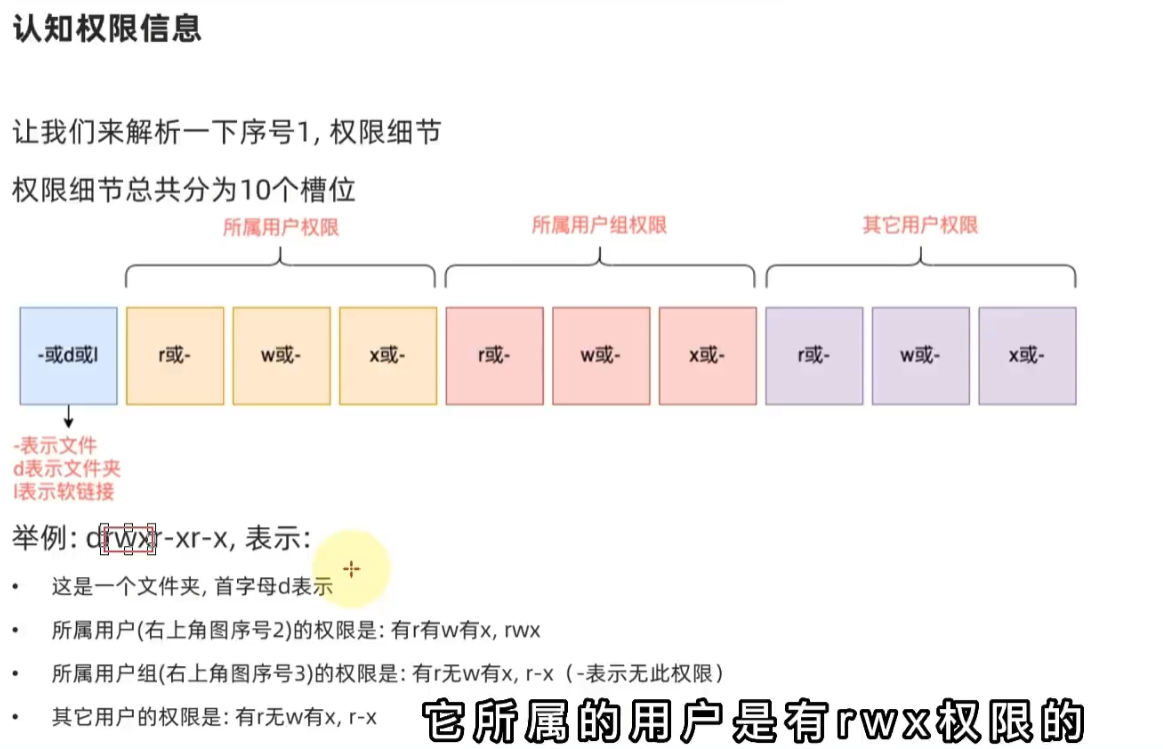 认知权限信息
让我们来解析一下序号1, 权限细节
权限细节总共分为10个槽位
所属用户权限 所属用户组权限 其它用户权限
-或d或l r或- w或- x或- r或- w或- x或- r或- w或- x或-
-表示文件
d表示文件夹
l表示软链接
举例: drwxr-xr-x, 表示:
• 这是一个文件夹, 首字母d表示
• 所属用户(右上角图序号2)的权限是: 有r有w有x, rwx
• 所属用户组(右上角图序号3)的权限是: 有r无w有x, r-x（-表示无此权限）
• 其它用户的权限是: 有r无w有x, r-x
它所属的用户是有rwx权限的